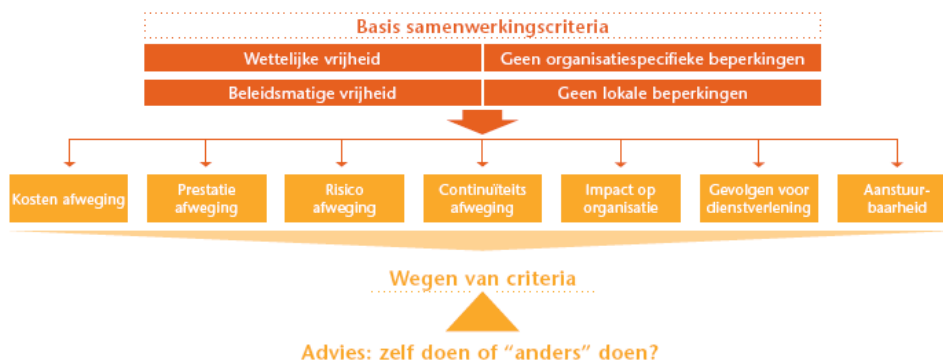 Basis samenwerkingscriteria
Wettelijke vrijheid
Geen organisatiespecifieke beperkingen
Beleidsmatige vrijheid
Geen lokale beperkingen
Kosten afweging
Prestatie
afweging
Risico
afweging
Continuïteits
afweging
Impact op
organisatie
Gevolgen voor
dienstverlening
Aanstuur-
baarheid
Wegen van criteria
Advies: zelf doen of “anders” doen?